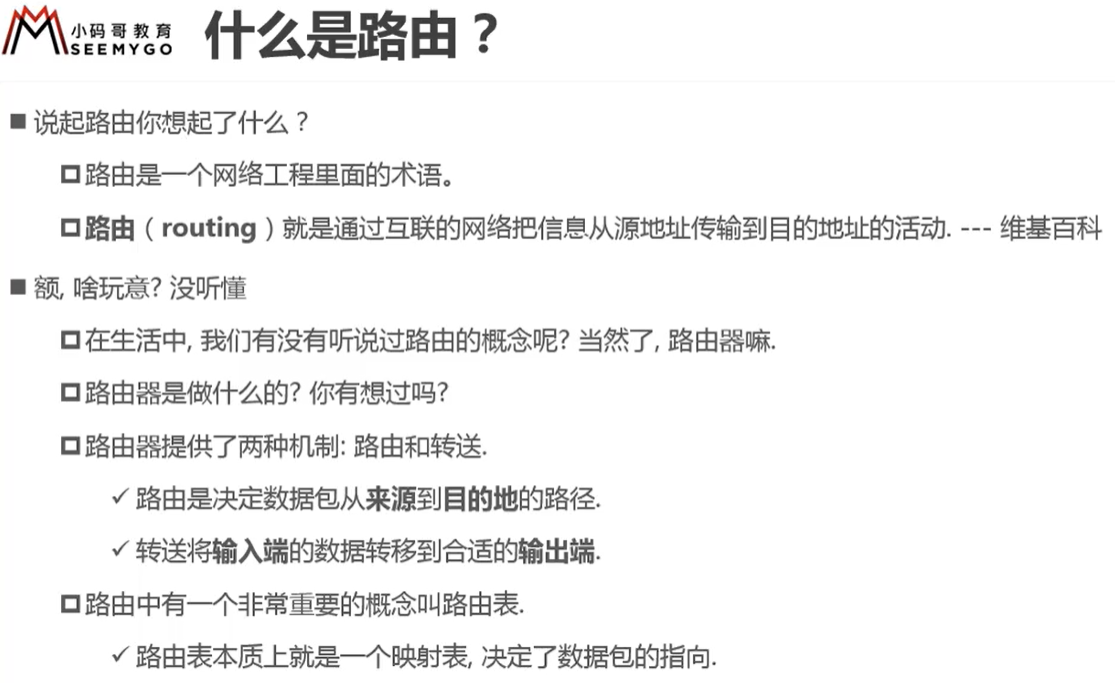 小码哥教育
SEEMYGO
什么是路由？
说起路由你想起了什么？
路由是一个网络工程里面的术语。
路由（routing）就是通过互联的网络把信息从源地址传输到目的地址的活动. --- 维基百科
额, 啥玩意? 没听懂
在生活中, 我们有没有听说过路由的概念呢? 当然了, 路由器嘛.
路由器是做什么的? 你有想过吗?
路由器提供了两种机制: 路由和转送.
路由是决定数据包从来源到目的地的路径.
转送将输入端的数据转移到合适的输出端.
路由中有一个非常重要的概念叫路由表.
路由表本质上就是一个映射表, 决定了数据包的指向.